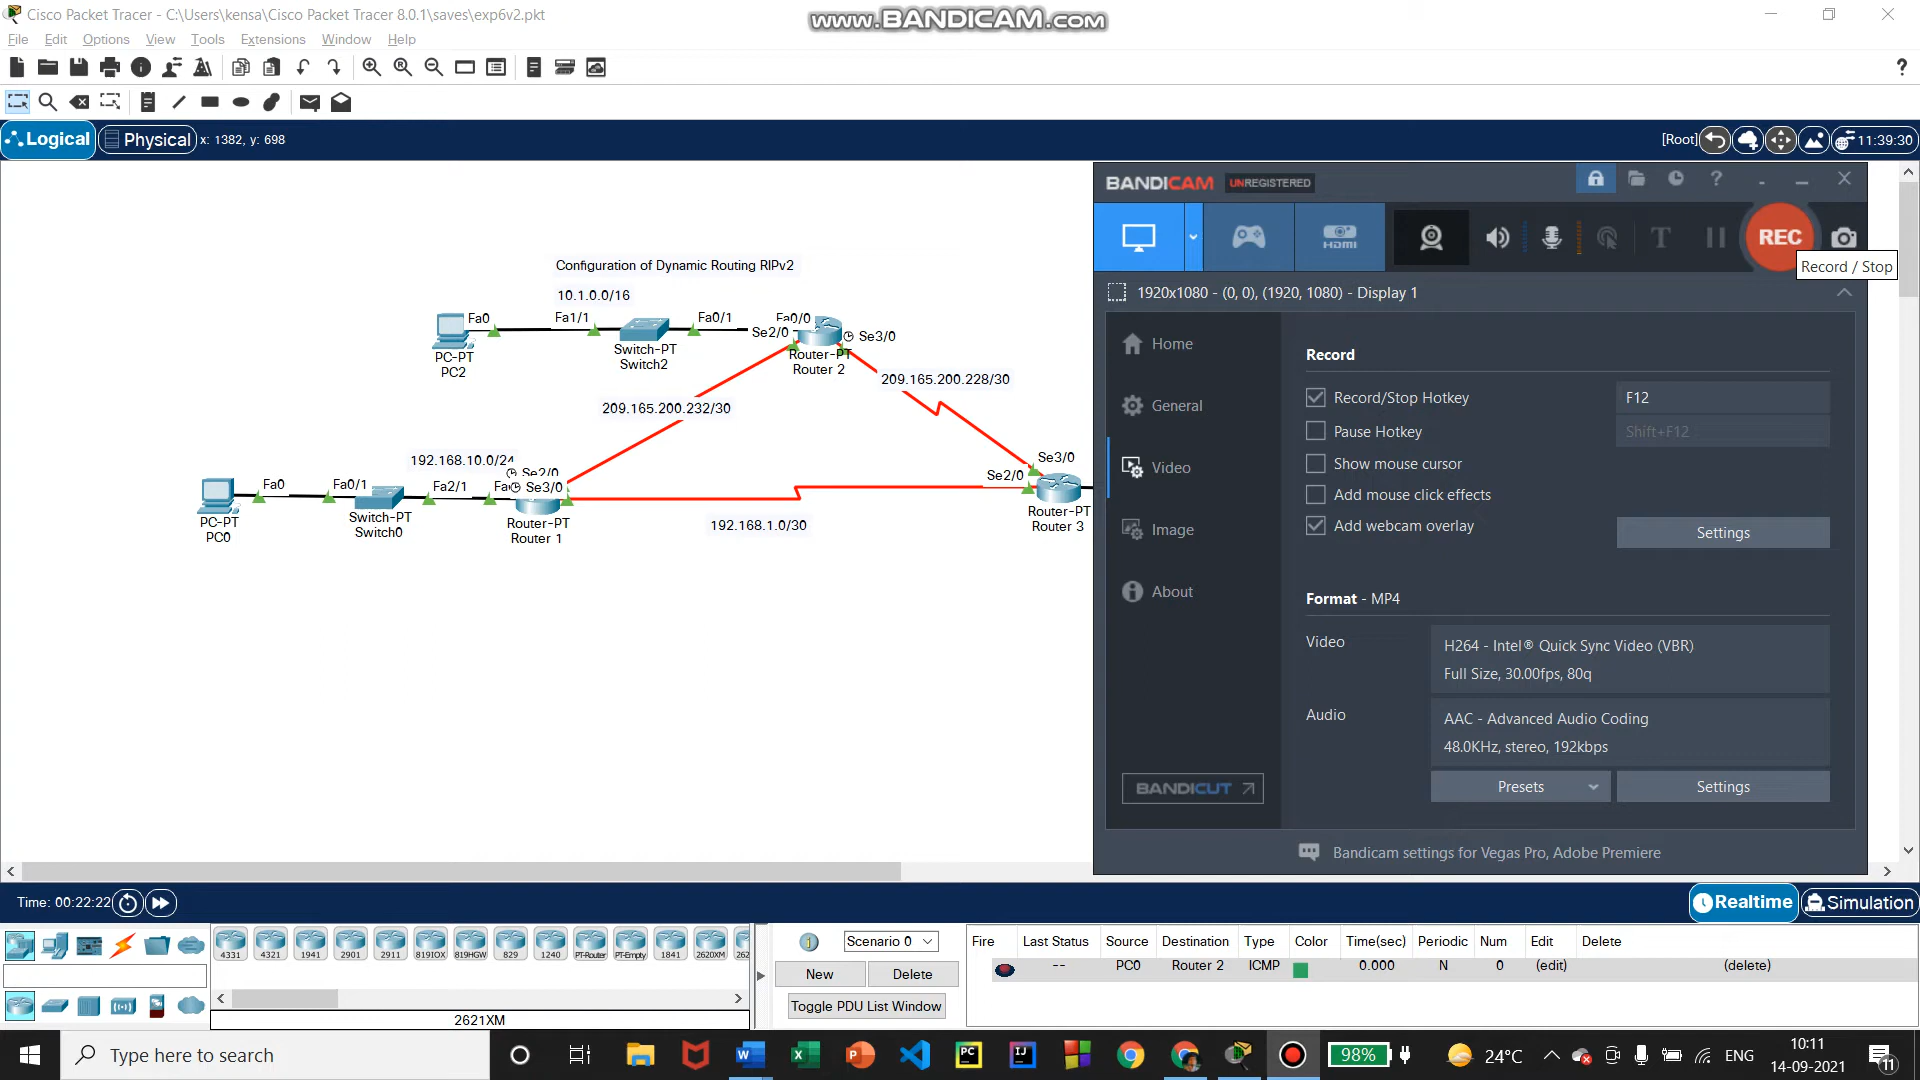 Cisco Packet Tracer - C:\Users\kensa\Cisco Packet Tracer 8.0.1\saves\exp6v2.pkt
www.BANDICAM.com
File Edit Options View Tools Extensions Window Help
?
Logical Physical x: 1382, y: 698
[Root] 11:39:30
BANDICAM UNREGISTERED
?
HDMI
T
REC
Record / Stop
1920x1080 - (0, 0), (1920, 1080) - Display 1
Home
General
Video
Image
About
BANDICUT
Record
Record/Stop Hotkey F12
Pause Hotkey Shift+F12
Show mouse cursor
Add mouse click effects
Add webcam overlay Settings
Format - MP4
Video
H264 - Intel® Quick Sync Video (VBR)
Full Size, 30.00fps, 80q
Audio
AAC - Advanced Audio Coding
48.0KHz, stereo, 192kbps
Presets Settings
Bandicam settings for Vegas Pro, Adobe Premiere
Configuration of Dynamic Routing RIPv2
10.1.0.0/16
Fa0 Fa1/1 Fa0/1 Fa0/0
Se2/0 Se3/0
PC-PT
PC2
Switch-PT
Switch2
Router-PT
Router 2
209.165.200.228/30
209.165.200.232/30
192.168.10.0/24
Se2/0
Fa0 Fa0/1 Fa2/1 Se3/0
PC-PT
PC0
Switch-PT
Switch0
Router-PT
Router 1
192.168.1.0/30
Se3/0
Se2/0
Router-PT
Router 3
Time: 00:22:22
Realtime Simulation
4331 4321 1941 2901 2911 819IOX 819HGW 829 1240 PT-Router PT-Empty 1841 2620XM 262
2621XM
Scenario 0
New Delete
Toggle PDU List Window
Fire Last Status Source Destination Type Color Time(sec) Periodic Num Edit Delete
-- PC0 Router 2 ICMP 0.000 N 0 (edit) (delete)
Type here to search
98%
24°C
ENG
10:11
14-09-2021
11